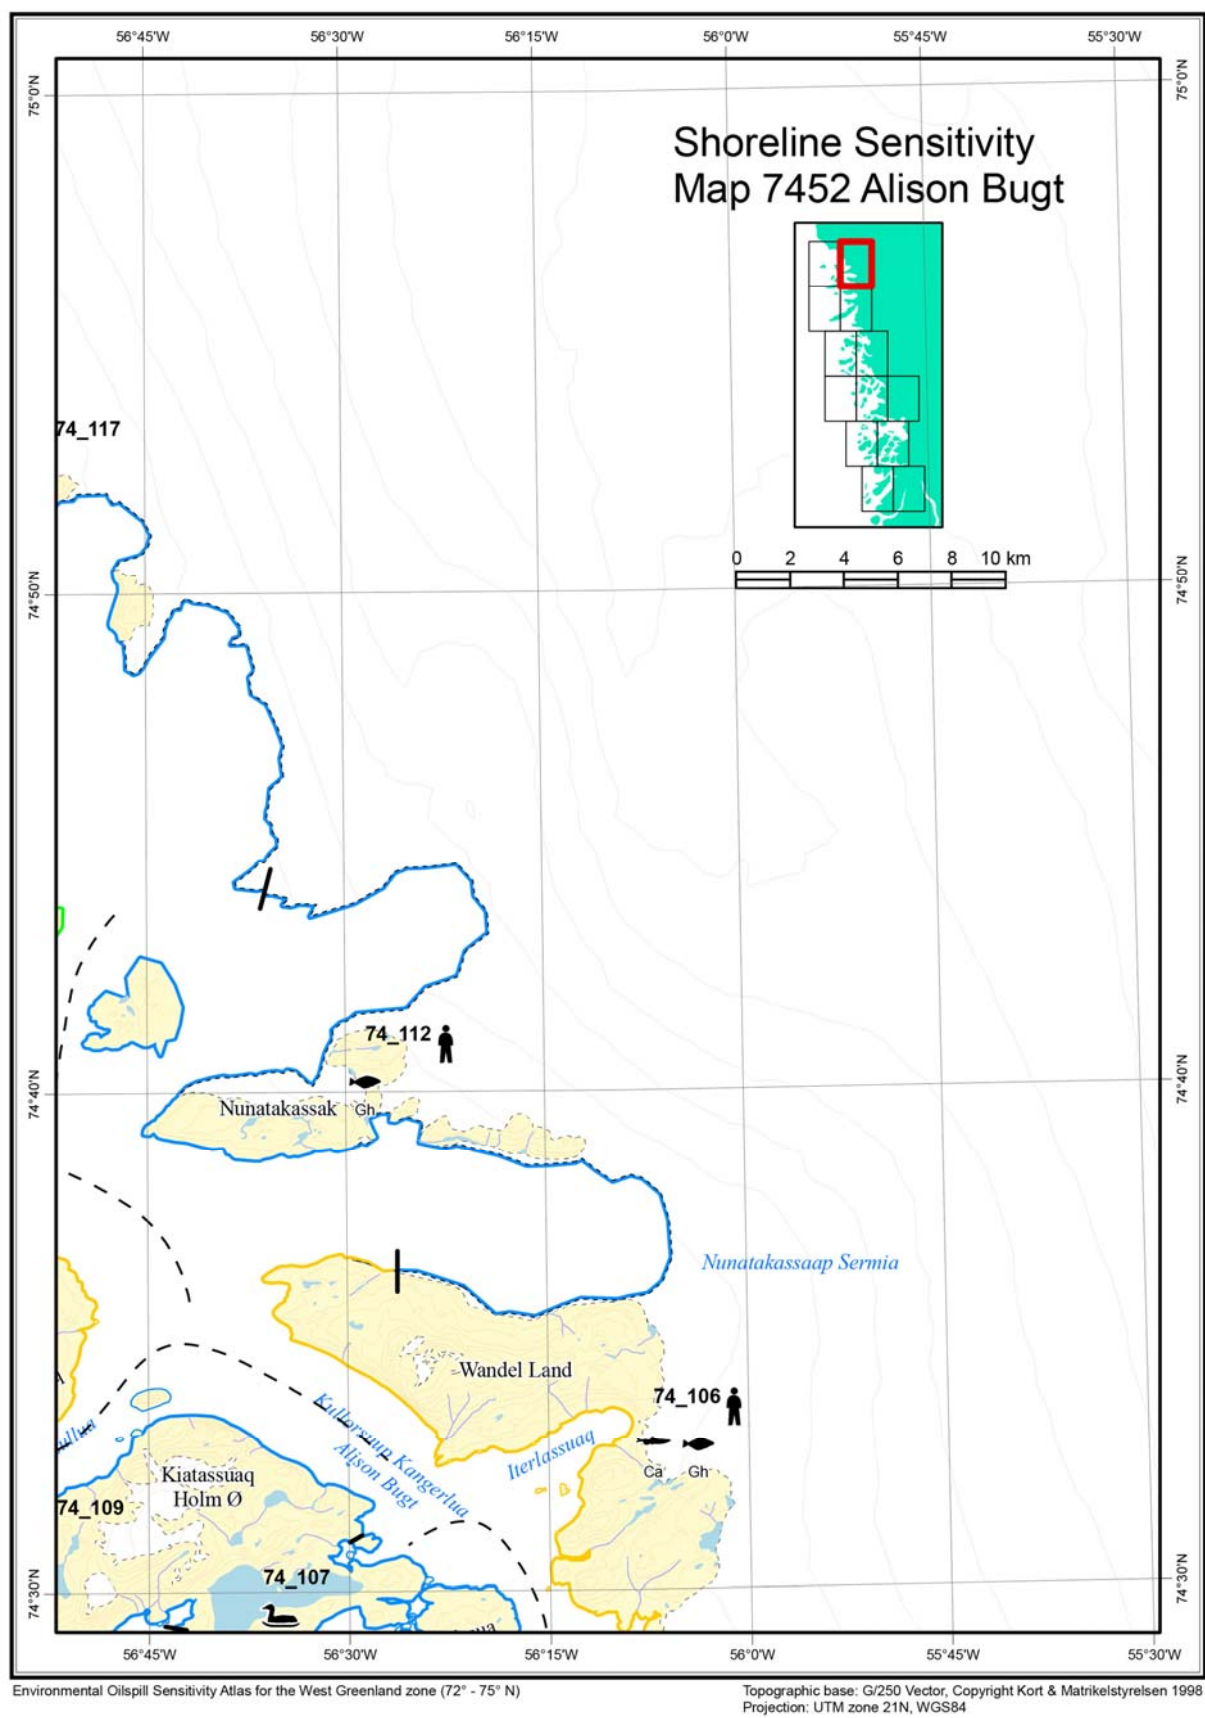 56°45'W 56°30'W 56°15'W 56°0'W 55°45'W 55°30'W
75°0'N 75°0'N
Shoreline Sensitivity
Map 7452 Alison Bugt
74_117
0 2 4 6 8 10 km
74°50'N 74°50'N
74_112
74°40'N 74°40'N
Nunatakassak Gh
Nunatakassaap Sermia
Wandel Land
74_106
Kullorsuup Kangerlua
Alison Bugt
Iterlassuaq
Ca Gh
Kiatassuaq
Holm Ø
74_109
74_107
74°30'N 74°30'N
56°45'W 56°30'W 56°15'W 56°0'W 55°45'W 55°30'W
Environmental Oilspill Sensitivity Atlas for the West Greenland zone (72° - 75° N)
Topographic base: G/250 Vector, Copyright Kort & Matrikelstyrelsen 1998
Projection: UTM zone 21N, WGS84